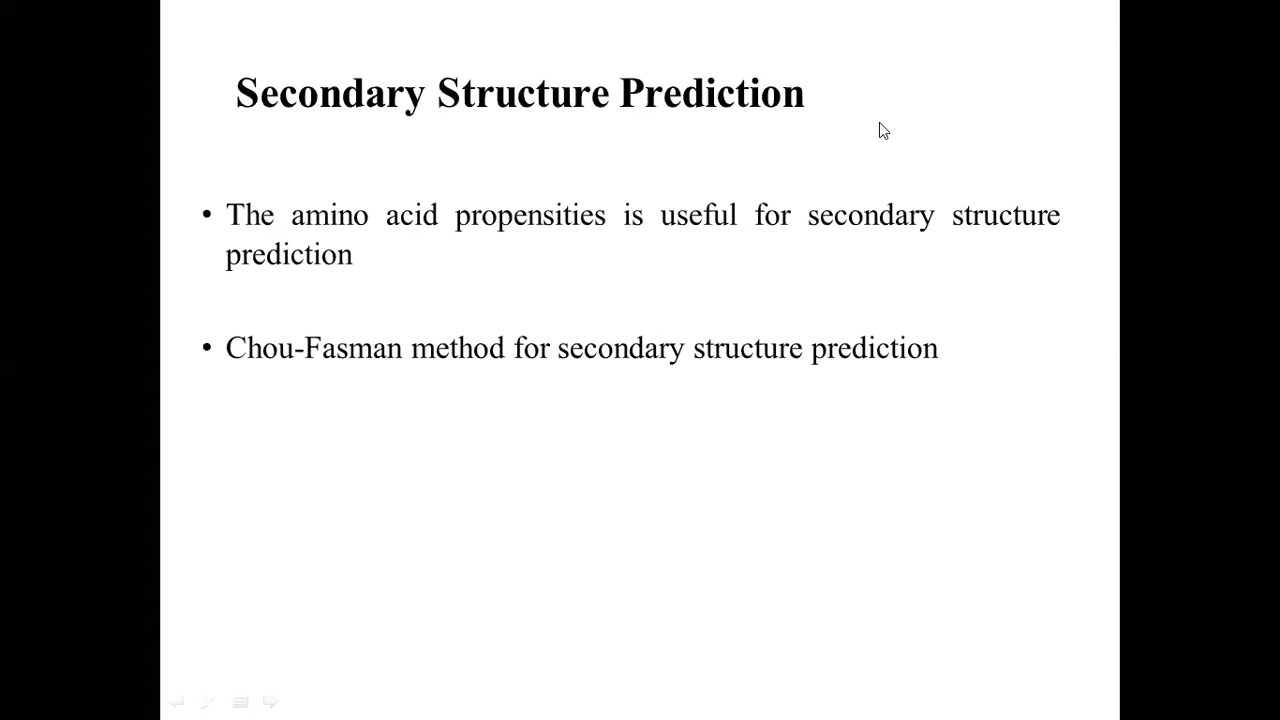 Secondary Structure Prediction
• The amino acid propensities is useful for secondary structure
prediction
• Chou-Fasman method for secondary structure prediction